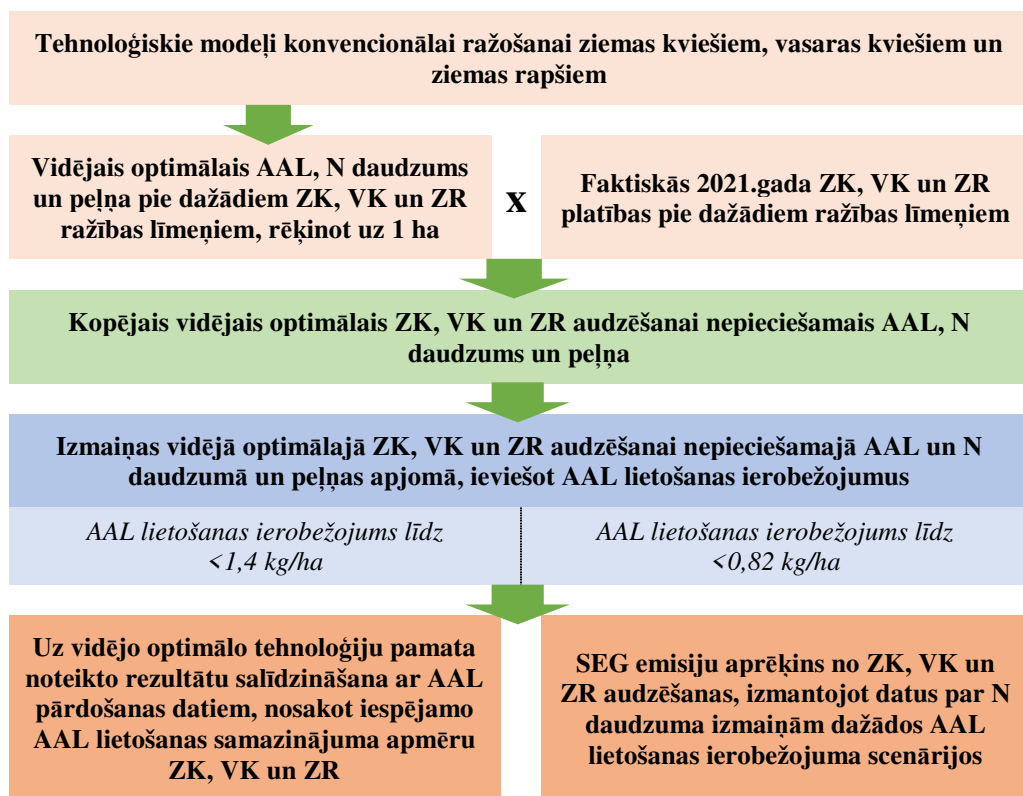 Tehnoloģiskie modeļi konvencionālai ražošanai ziemas kviešiem, vasaras kviešiem un
ziemas rapšiem
Vidējais optimālais AAL, N daudzums
un peļņa pie dažādiem ZK, VK un ZR
ražības līmeņiem, rēķinot uz 1 ha
x
Faktiskās 2021.gada ZK, VK un ZR
platības pie dažādiem ražības līmeņiem
Kopējais vidējais optimālais ZK, VK un ZR audzēšanai nepieciešamais AAL, N
daudzums un peļņa
Izmaiņas vidējā optimālajā ZK, VK un ZR audzēšanai nepieciešamajā AAL un N
daudzumā un peļņas apjomā, ieviešot AAL lietošanas ierobežojumus
AAL lietošanas ierobežojums līdz
<1,4 kg/ha
AAL lietošanas ierobežojums līdz
<0,82 kg/ha
Uz vidējo optimālo tehnoloģiju pamata
noteikto rezultātu salīdzināšana ar AAL
pārdošanas datiem, nosakot iespējamo
AAL lietošanas samazinājuma apmēru
ZK, VK un ZR
SEG emisiju aprēķins no ZK, VK un
ZR audzēšanas, izmantojot datus par N
daudzuma izmaiņām dažādos AAL
lietošanas ierobežojuma scenārijos